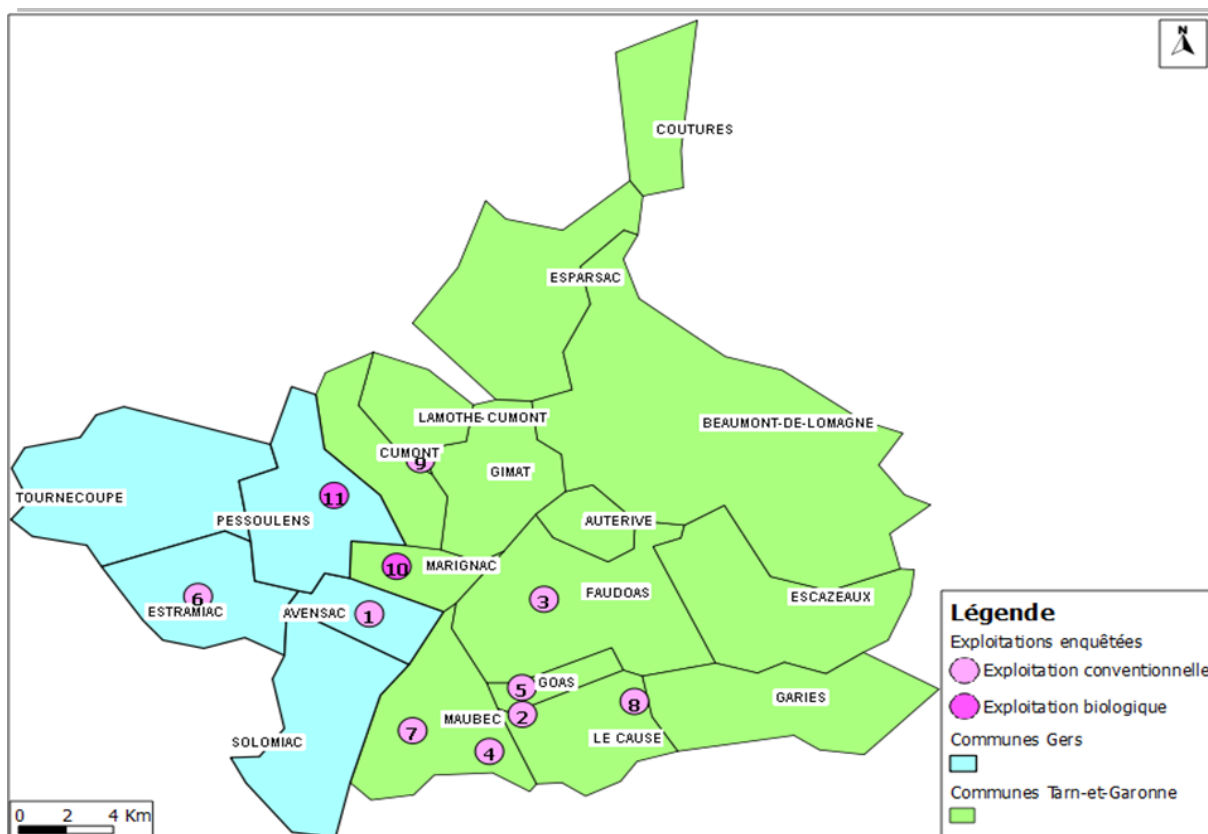 N
COUTURES
ESPARSAC
BEAUMONT-DE-LOMAGNE
LAMOTHE-CUMONT
CUMONT
9
GIMAT
TOURNECOUPE
11
PESSOULENS
AUTERIVE
10
MARIGNAC
FAUDOAS
ESCAZEAUX
6
ESTRAMIAC
AVENSAC
1
3
5
GOAS
GARIES
2
8
MAUBEC
7
4
LE CAUSE
SOLOMIAC
0 2 4 Km
Légende
Exploitations enquêtées
Exploitation conventionnelle
Exploitation biologique
Communes Gers
Communes Tarn-et-Garonne